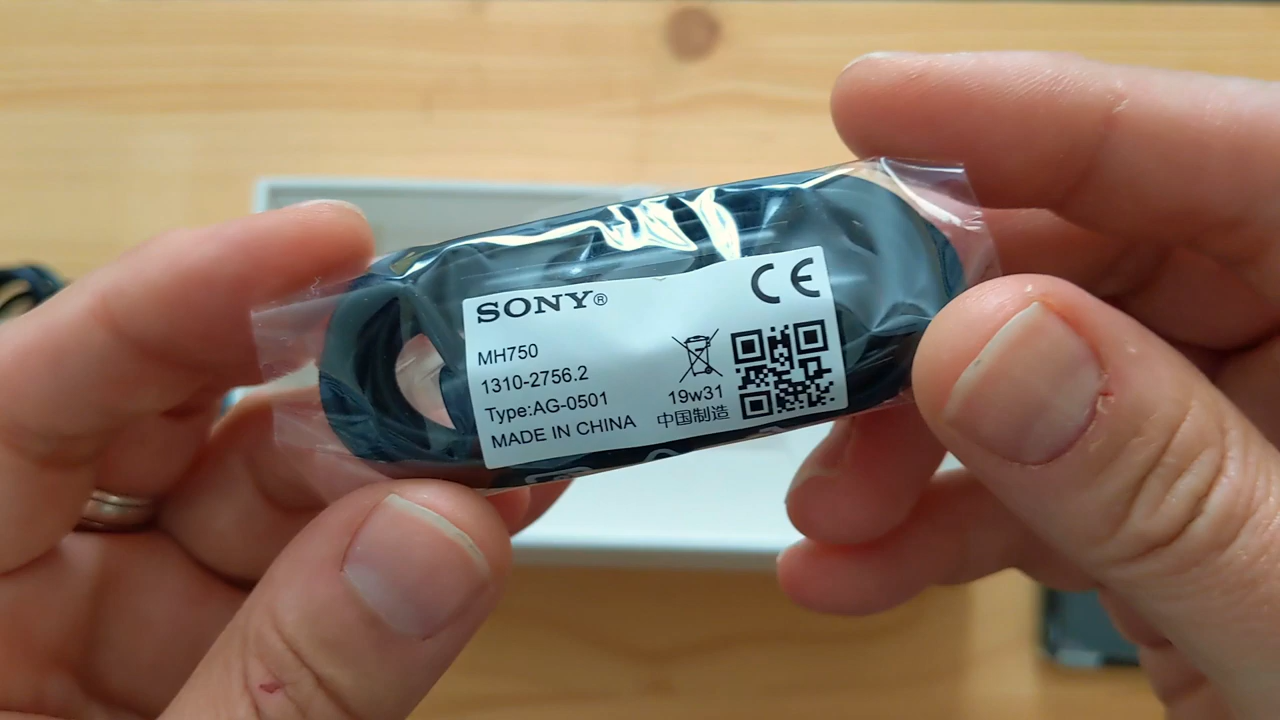 SONY®
CE
MH750
1310-2756.2
Type:AG-0501
19w31
MADE IN CHINA
中国制造